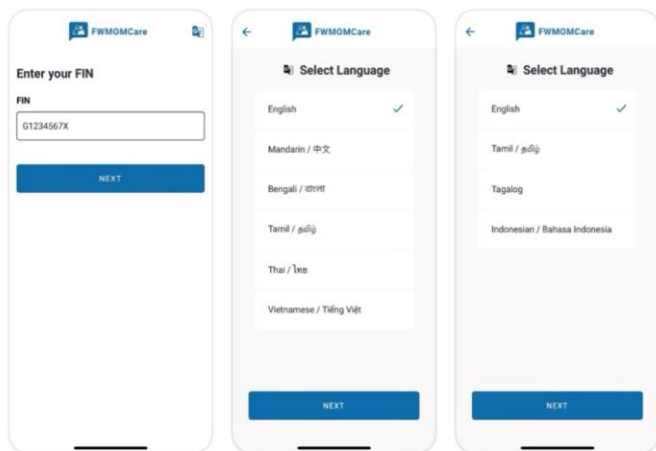 FWMOMCare
Enter your FIN
FIN
G1234567X
NEXT
FWMOMCare
Select Language
English
Mandarin / 中文
Bengali / বাংলা
Tamil / தமிழ்
Thai / ไทย
Vietnamese / Tiếng Việt
NEXT
FWMOMCare
Select Language
English
Tamil / தமிழ்
Tagalog
Indonesian / Bahasa Indonesia
NEXT